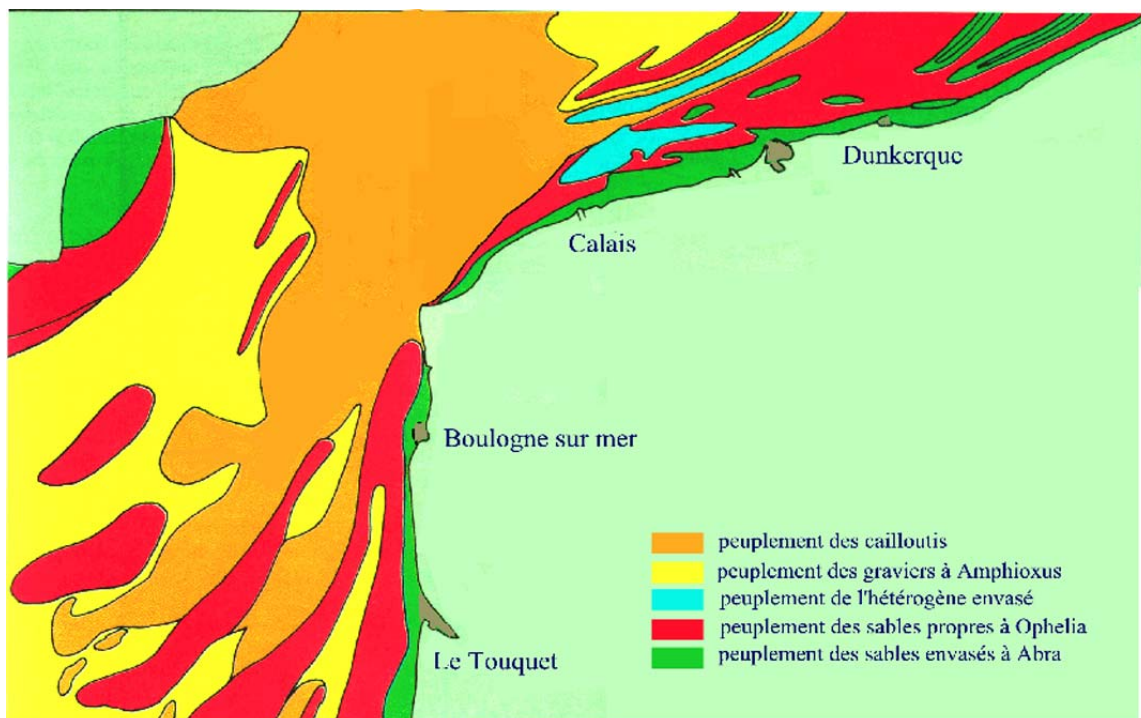 Dunkerque
Calais
Boulogne sur mer
peuplement des cailloutis
peuplement des graviers à Amphioxus
peuplement de l'hétérogène envasé
peuplement des sables propres à Ophelia
peuplement des sables envasés à Abra
Le Touquet